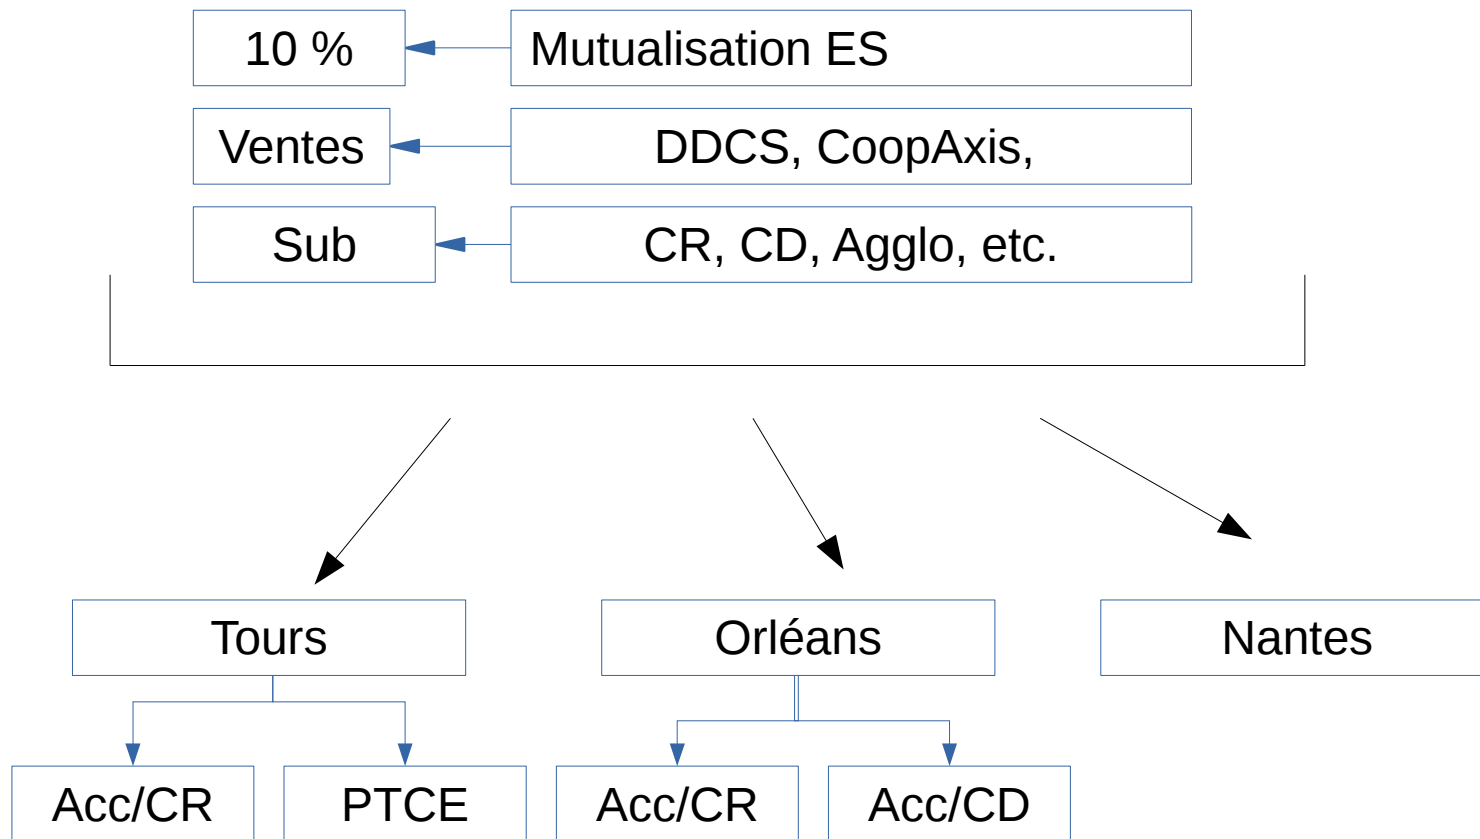 10 %
Mutualisation ES
Ventes
DDCS, CoopAxis,
Sub
CR, CD, Agglo, etc.
Tours
Orléans
Nantes
Acc/CR
PTCE
Acc/CR
Acc/CD